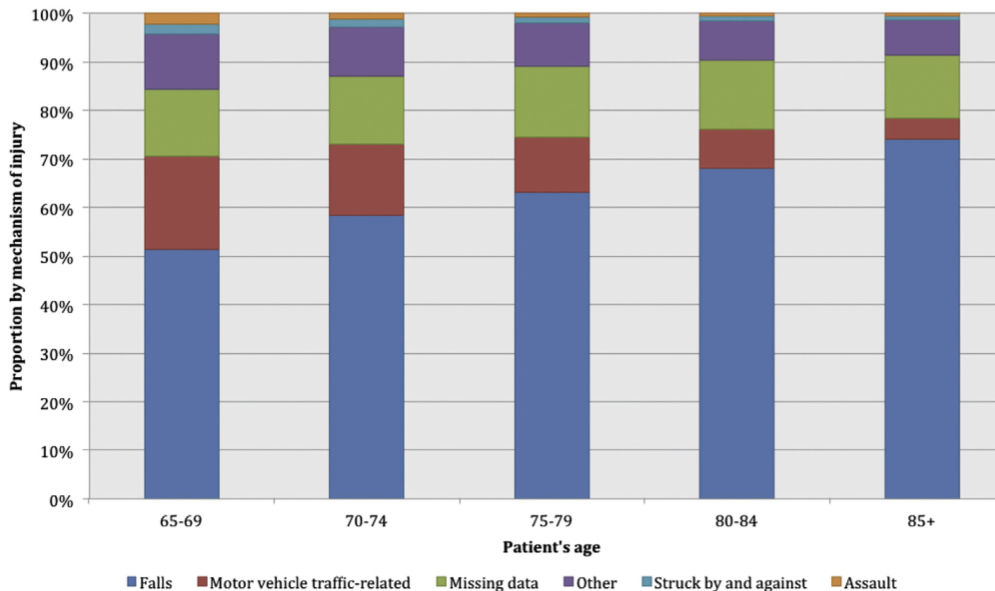 Proportion by mechanism of injury
100%
90%
80%
70%
60%
50%
40%
30%
20%
10%
0%
65-69 70-74 75-79 80-84 85+
Patient's age
Falls Motor vehicle traffic-related Missing data Other Struck by and against Assault